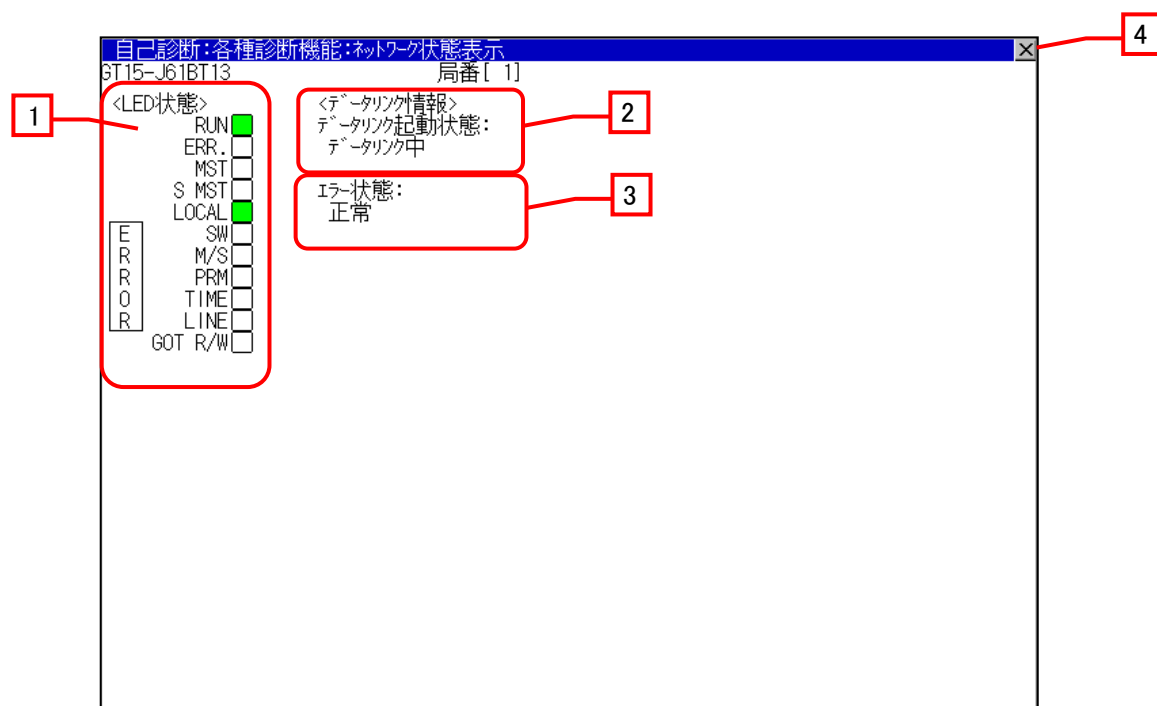 4
自己診断:各種診断機能:ﾈｯﾄﾜｰｸ状態表示
GT15-J61BT13 局番[ 1]
1
<LED状態>
RUN
ERR.
MST
S MST
LOCAL
SW
M/S
PRM
TIME
LINE
GOT R/W
E
R
R
O
R
<ﾃﾞｰﾀﾘﾝｸ情報>
ﾃﾞｰﾀﾘﾝｸ起動状態:
ﾃﾞｰﾀﾘﾝｸ中
2
ｴﾗｰ状態:
正常
3